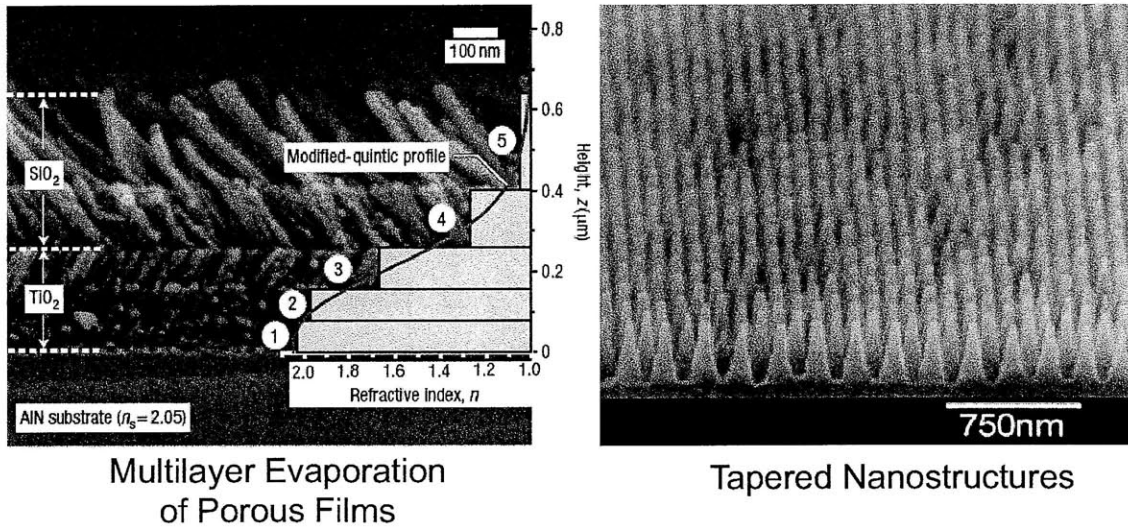 100 nm
0.8
0.6
0.4
0.2
0
Height, z (μm)
SiO₂
TiO₂
5
Modified-quintic profile
4
3
2
1
2.0 1.8 1.6 1.4 1.2 1.0
Refractive Index, n
AlN substrate (nₛ = 2.05)
750nm
Multilayer Evaporation
of Porous Films
Tapered Nanostructures